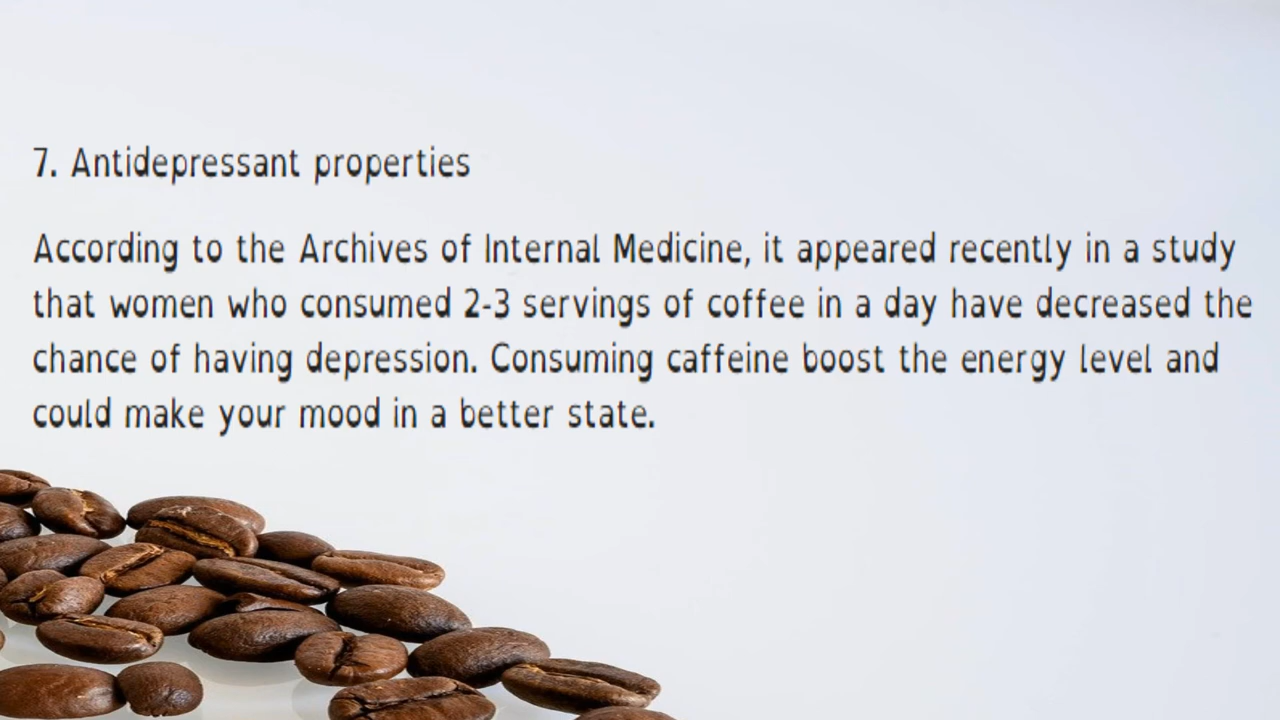 7. Antidepressant properties
According to the Archives of Internal Medicine, it appeared recently in a study
that women who consumed 2-3 servings of coffee in a day have decreased the
chance of having depression. Consuming caffeine boost the energy level and
could make your mood in a better state.